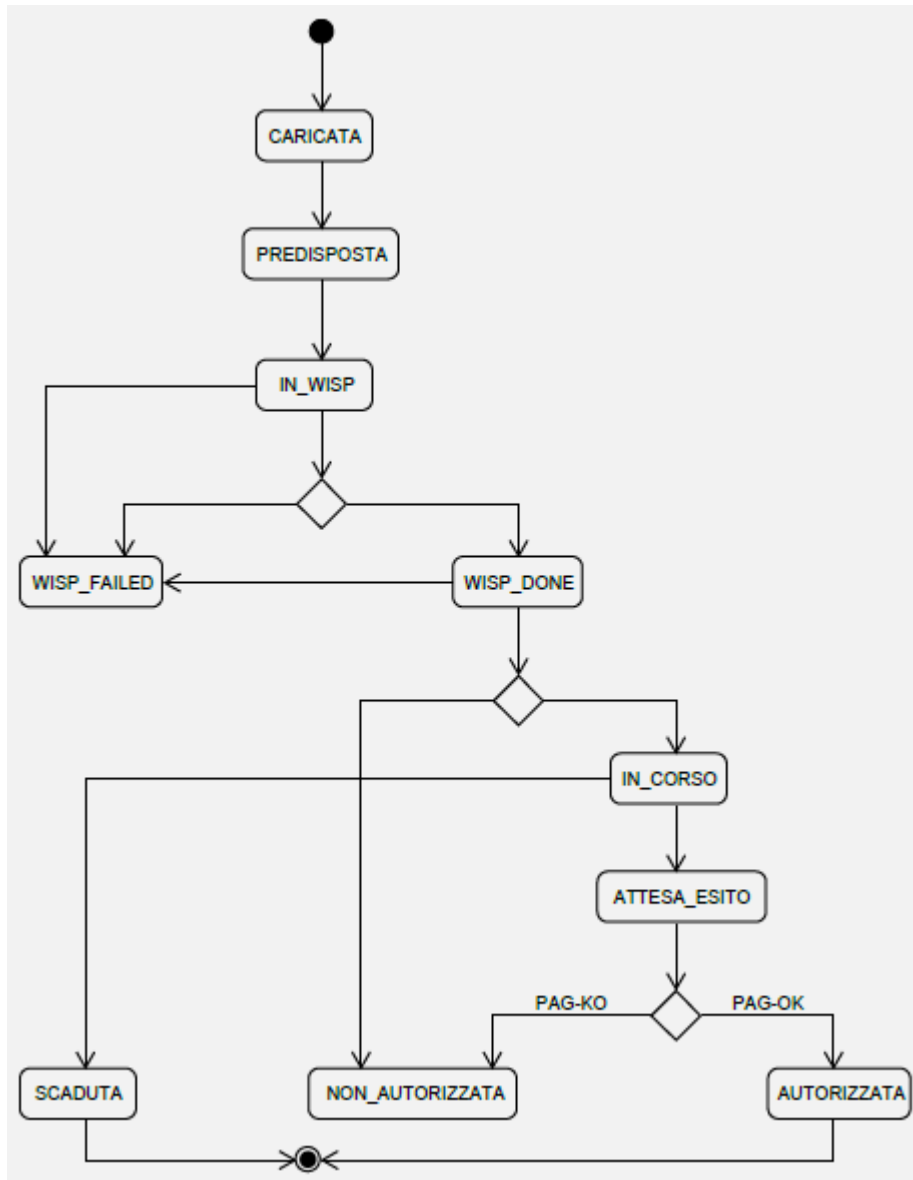 CARICATA
PREDISPOSTA
IN_WISP
WISP_FAILED
WISP_DONE
IN_CORSO
ATTESA_ESITO
PAG-KO
PAG-OK
SCADUTA
NON_AUTORIZZATA
AUTORIZZATA